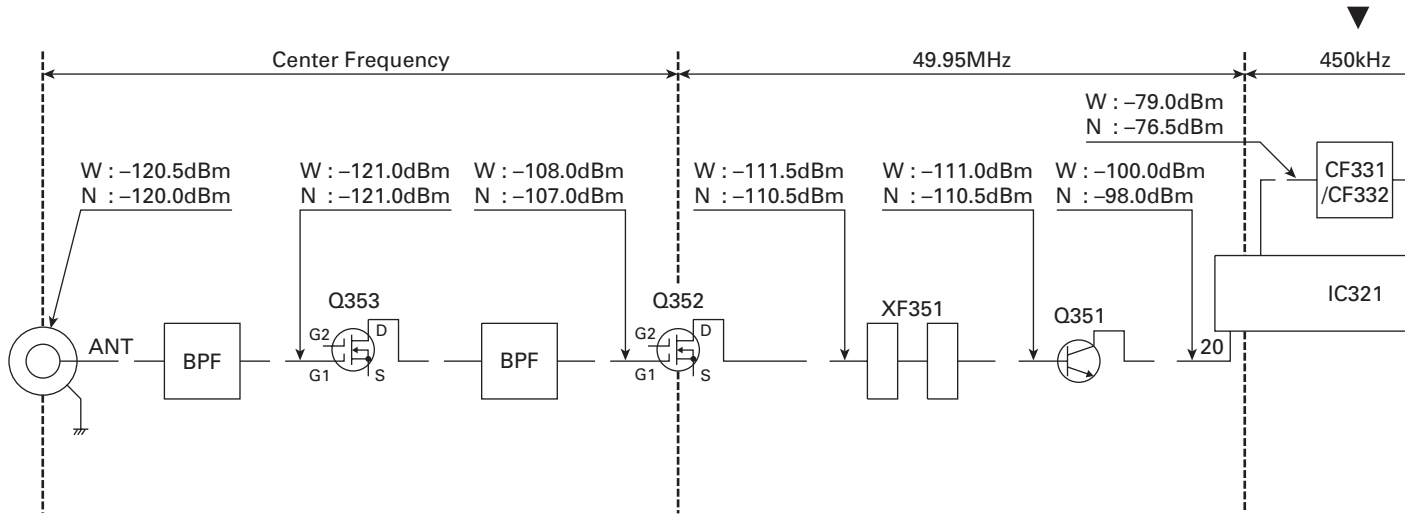 Center Frequency
49.95MHz
450kHz
W : –79.0dBm
N : –76.5dBm
W : –120.5dBm
N : –120.0dBm
W : –121.0dBm
N : –121.0dBm
W : –108.0dBm
N : –107.0dBm
W : –111.5dBm
N : –110.5dBm
W : –111.0dBm
N : –110.5dBm
W : –100.0dBm
N : –98.0dBm
CF331
/CF332
ANT
BPF
Q353
G2
D
G1
S
BPF
Q352
G2
D
G1
S
XF351
Q351
20
IC321